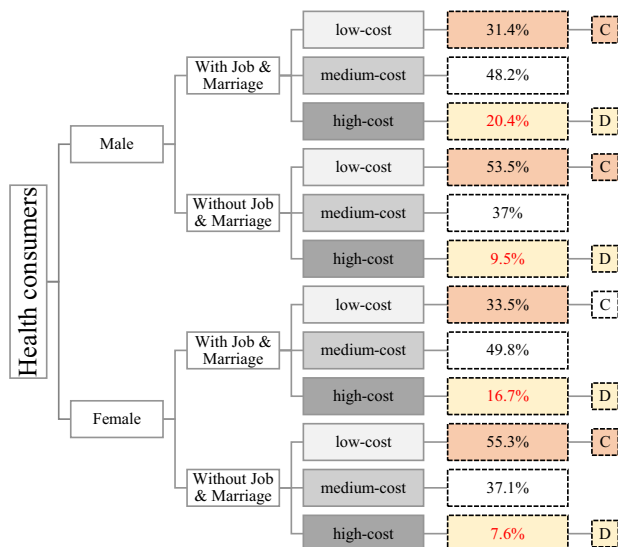 Health consumers
Male
With Job &
Marriage
low-cost 31.4% C
medium-cost 48.2%
high-cost 20.4% D
Without Job
& Marriage
low-cost 53.5% C
medium-cost 37%
high-cost 9.5% D
Female
With Job &
Marriage
low-cost 33.5% C
medium-cost 49.8%
high-cost 16.7% D
Without Job
& Marriage
low-cost 55.3% C
medium-cost 37.1%
high-cost 7.6% D